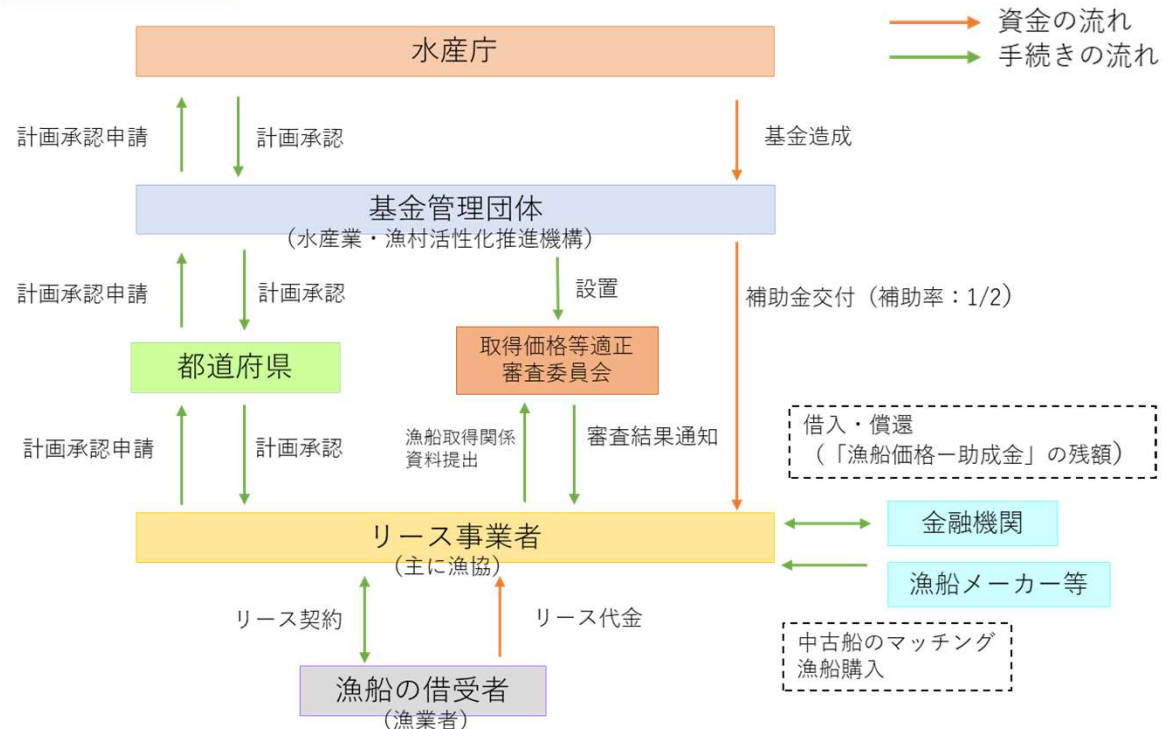 資金の流れ
手続きの流れ
水産庁
計画承認申請
計画承認
基金造成
基金管理団体
（水産業・漁村活性化推進機構）
計画承認申請
計画承認
設置
補助金交付（補助率：1/2）
都道府県
取得価格等適正
審査委員会
計画承認申請
計画承認
漁船取得関係
資料提出
審査結果通知
借入・償還
（「漁船価格ー助成金」の残額）
リース事業者
（主に漁協）
金融機関
漁船メーカー等
リース契約
リース代金
中古船のマッチング
漁船購入
漁船の借受者
（漁業者）